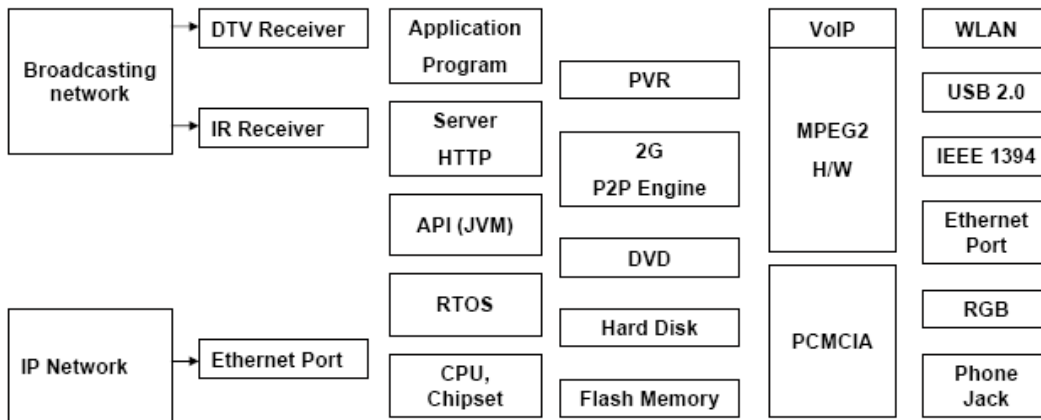 Broadcasting
network
IP Network
DTV Receiver
IR Receiver
Ethernet Port
Application
Program
Server
HTTP
API (JVM)
RTOS
CPU,
Chipset
PVR
2G
P2P Engine
DVD
Hard Disk
Flash Memory
VoIP
MPEG2
H/W
PCMCIA
WLAN
USB 2.0
IEEE 1394
Ethernet
Port
RGB
Phone
Jack